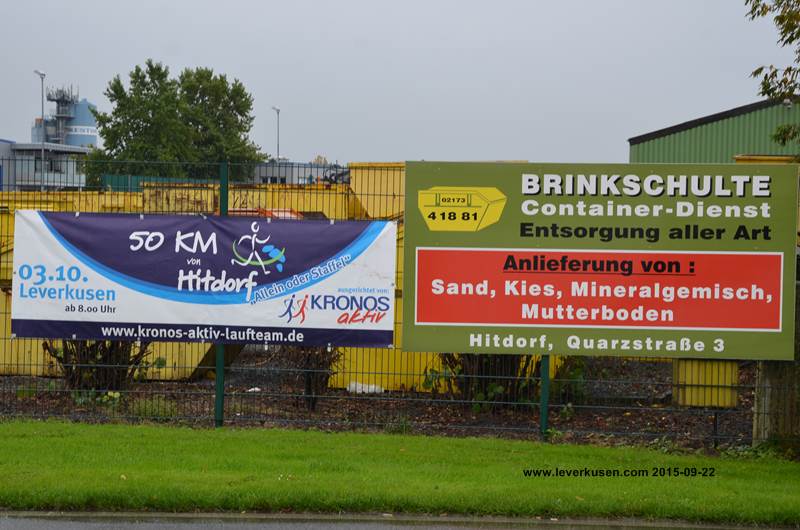 50 KM
von
Hitdorf
03.10.
Leverkusen
ab 8.00 Uhr
"Allein oder Staffel"
ausgerichtet von:
KRONOS
aktiv
www.kronos-aktiv-laufteam.de
02173
4 18 81
BRINKSCHULTE
Container-Dienst
Entsorgung aller Art
Anlieferung von :
Sand, Kies, Mineralgemisch,
Mutterboden
Hitdorf, Quarzstraße 3
www.leverkusen.com 2015-09-22